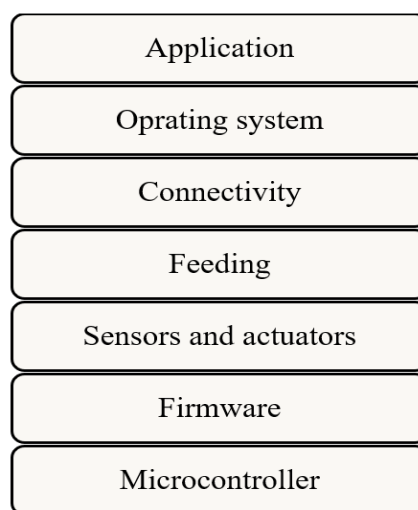 Application
Oprating system
Connectivity
Feeding
Sensors and actuators
Firmware
Microcontroller